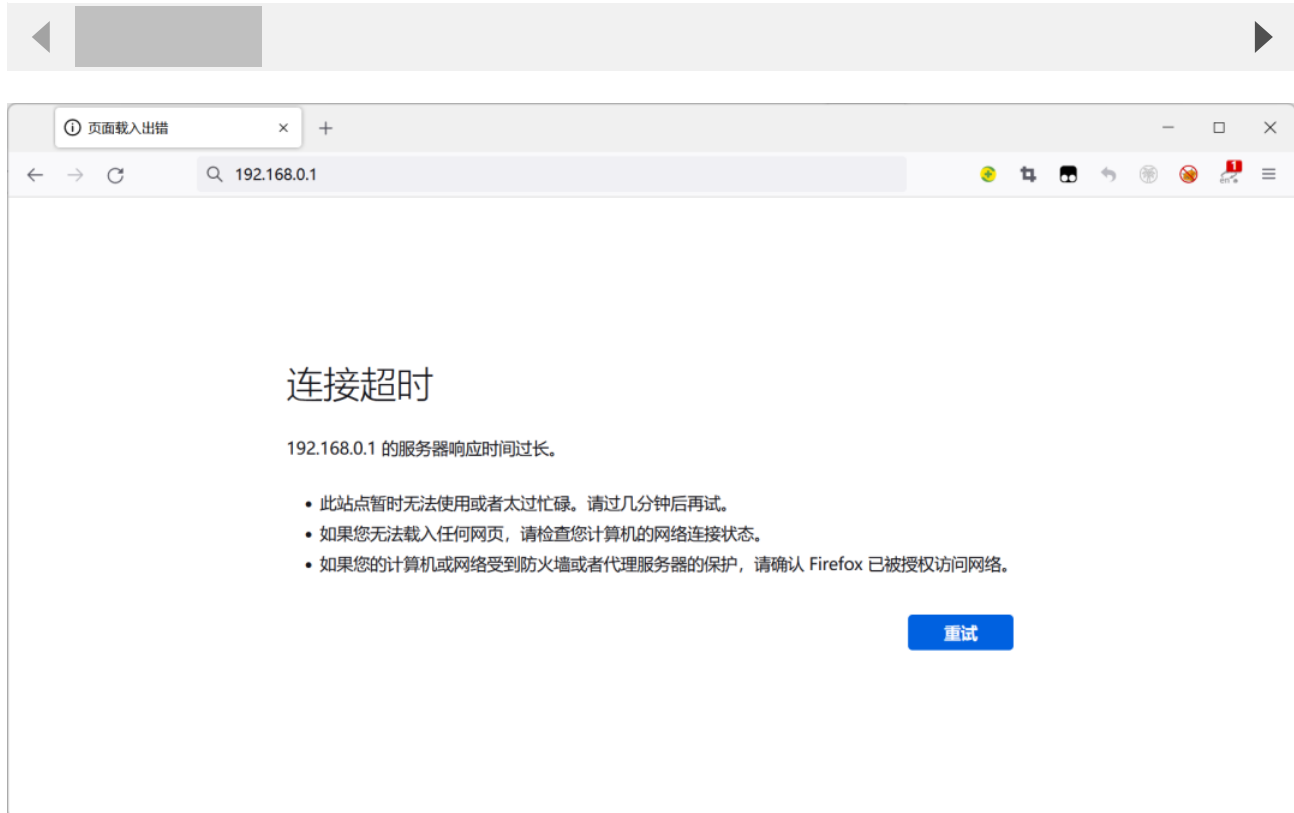 页面载入出错
192.168.0.1
1
en
连接超时
192.168.0.1 的服务器响应时间过长。
此站点暂时无法使用或者太过忙碌。请过几分钟后再试。
如果您无法载入任何网页，请检查您计算机的网络连接状态。
如果您的计算机或网络受到防火墙或者代理服务器的保护，请确认 Firefox 已被授权访问网络。
重试